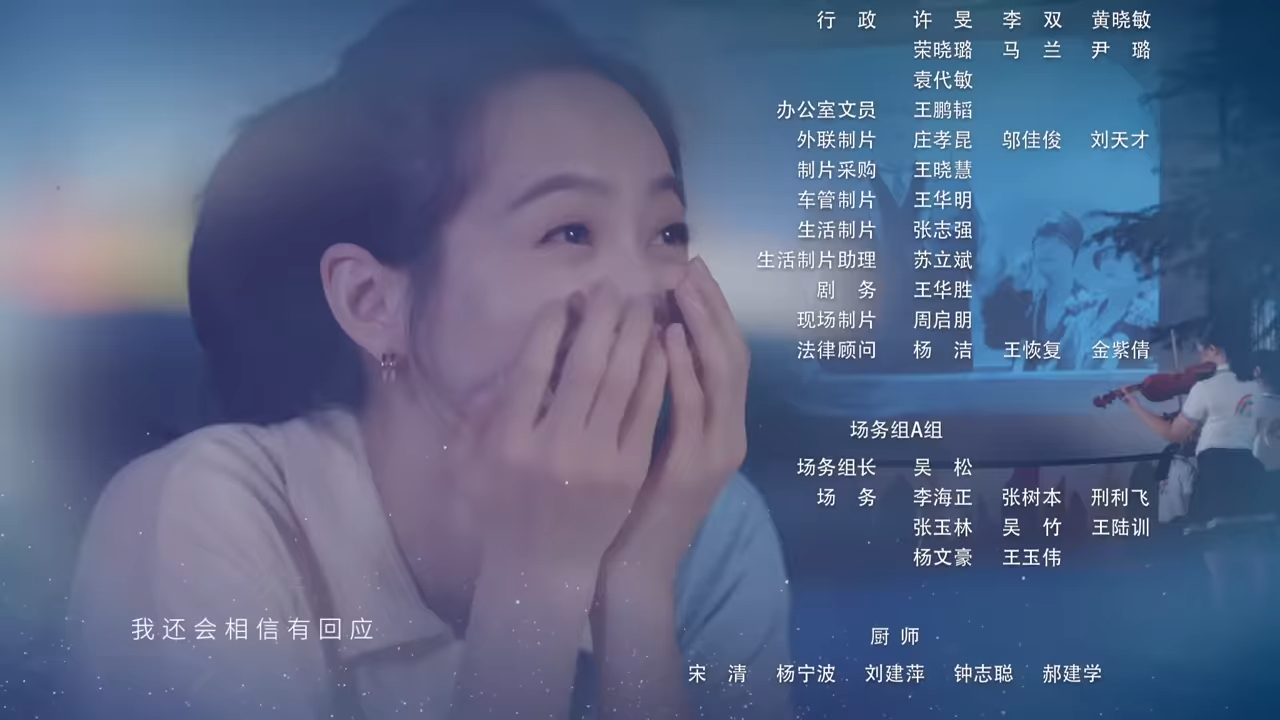 行 政 许 旻 李 双 黄晓敏
荣晓璐 马 兰 尹 璐
袁代敏
办公室文员 王鹏韬
外联制片 庄孝昆 邬佳俊 刘天才
制片采购 王晓慧
车管制片 王华明
生活制片 张志强
生活制片助理 苏立斌
剧 务 王华胜
现场制片 周启朋
法律顾问 杨 洁 王恢复 金紫倩
场务组A组
场务组长 吴 松
场 务 李海正 张树本 刑利飞
张玉林 吴 竹 王陆训
杨文豪 王玉伟
我还会相信有回应
厨 师
宋 清 杨宁波 刘建萍 钟志聪 郝建学